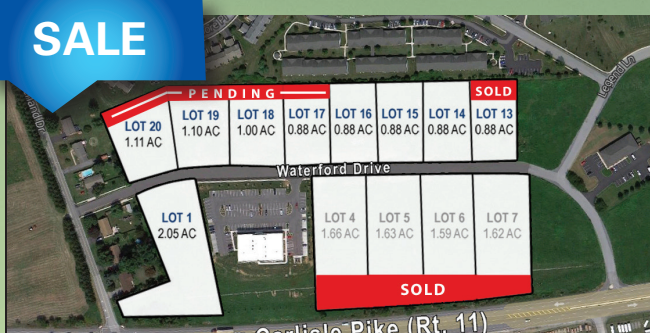 SALE
PENDING
SOLD
LOT 20
1.11 AC
LOT 19
1.10 AC
LOT 18
1.00 AC
LOT 17
0.88 AC
LOT 16
0.88 AC
LOT 15
0.88 AC
LOT 14
0.88 AC
LOT 13
0.88 AC
Legend Ln
Waterford Drive
LOT 1
2.05 AC
LOT 4
1.66 AC
LOT 5
1.63 AC
LOT 6
1.59 AC
LOT 7
1.62 AC
SOLD
Carlisle Pike (Rt. 11)